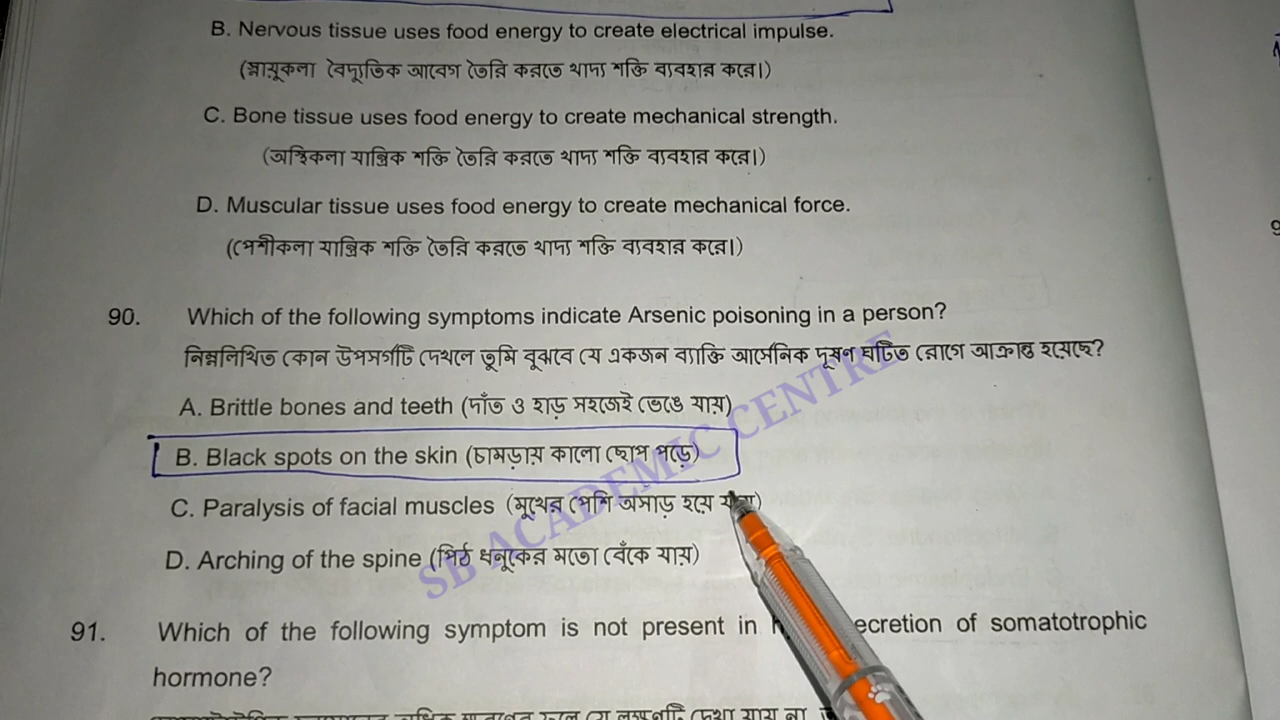 B. Nervous tissue uses food energy to create electrical impulse.
(স্নায়ুকলা বৈদ্যুতিক আবেগ তৈরি করতে খাদ্য শক্তি ব্যবহার করে।)
C. Bone tissue uses food energy to create mechanical strength.
(অস্থিকলা যান্ত্রিক শক্তি তৈরি করতে খাদ্য শক্তি ব্যবহার করে।)
D. Muscular tissue uses food energy to create mechanical force.
(পেশীকলা যান্ত্রিক শক্তি তৈরি করতে খাদ্য শক্তি ব্যবহার করে।)
90. Which of the following symptoms indicate Arsenic poisoning in a person?
নিম্নলিখিত কোন উপসর্গটি দেখলে তুমি বুঝবে যে একজন ব্যাক্তি আর্সেনিক দূষণ ঘটিত রোগে আক্রান্ত হয়েছে?
A. Brittle bones and teeth (দাঁত ও হাড় সহজেই ভেঙে যায়)
B. Black spots on the skin (চামড়ায় কালো ছোপ পড়ে)
C. Paralysis of facial muscles (মুখের পেশি অসাড় হয়ে
D. Arching of the spine (পিঠ ধনুকের মতো বেঁকে যায়)
SB ACADEMIC CENTRE
91. Which of the following symptom is not present in secretion of somatotrophic
hormone?